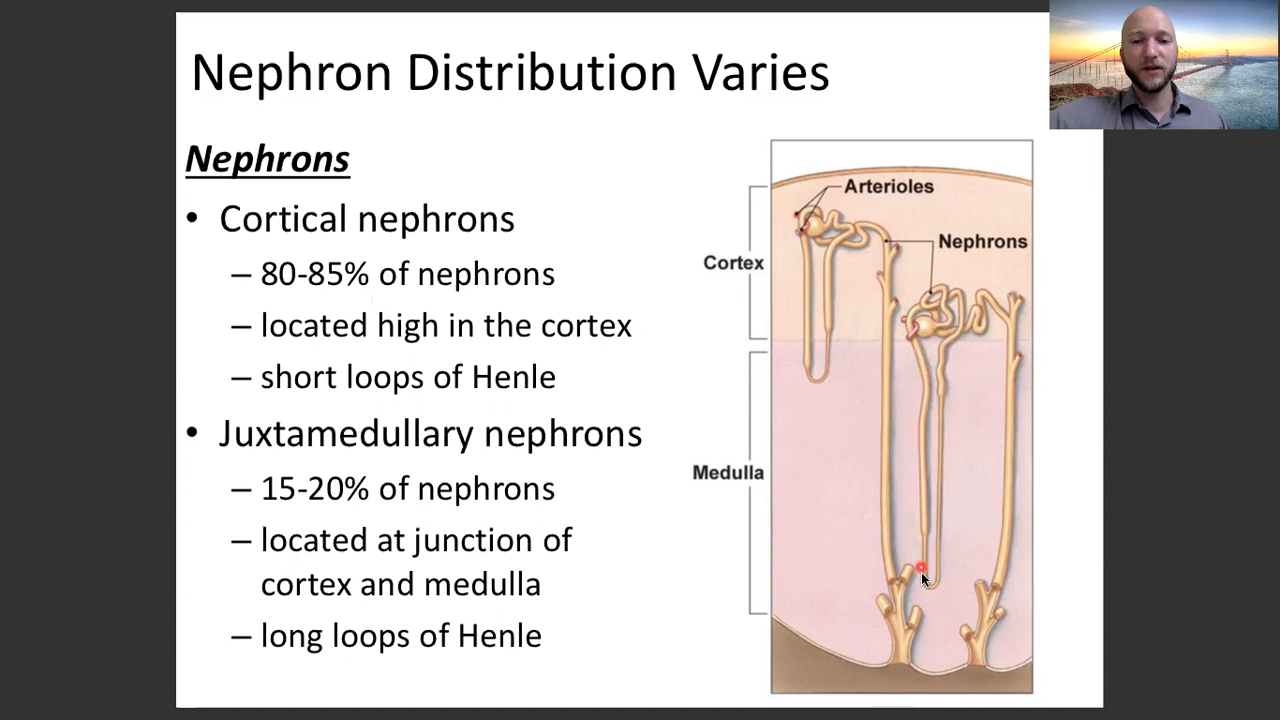 Nephron Distribution Varies
Nephrons
• Cortical nephrons
– 80-85% of nephrons
– located high in the cortex
– short loops of Henle
• Juxtamedullary nephrons
– 15-20% of nephrons
– located at junction of
cortex and medulla
– long loops of Henle
Arterioles
Nephrons
Cortex
Medulla